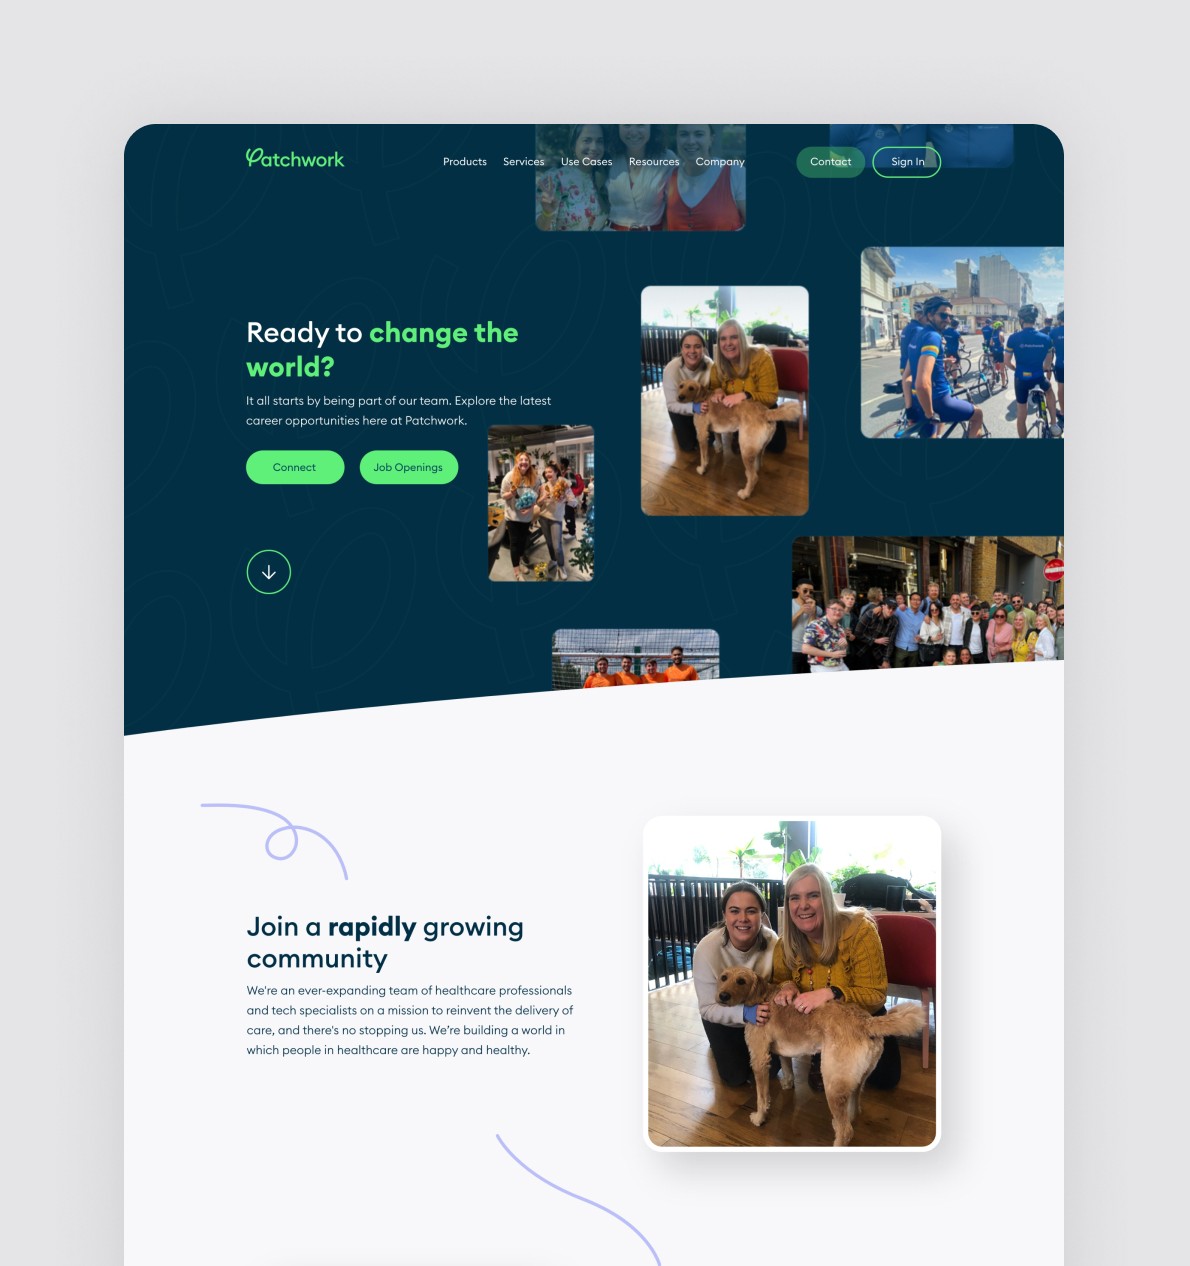 Patchwork
Products Services Use Cases Resources Company
Contact Sign In
Ready to change the
world?
It all starts by being part of our team. Explore the latest
career opportunities here at Patchwork.
Connect Job Openings
Join a rapidly growing
community
We're an ever-expanding team of healthcare professionals
and tech specialists on a mission to reinvent the delivery of
care, and there's no stopping us. We're building a world in
which people in healthcare are happy and healthy.